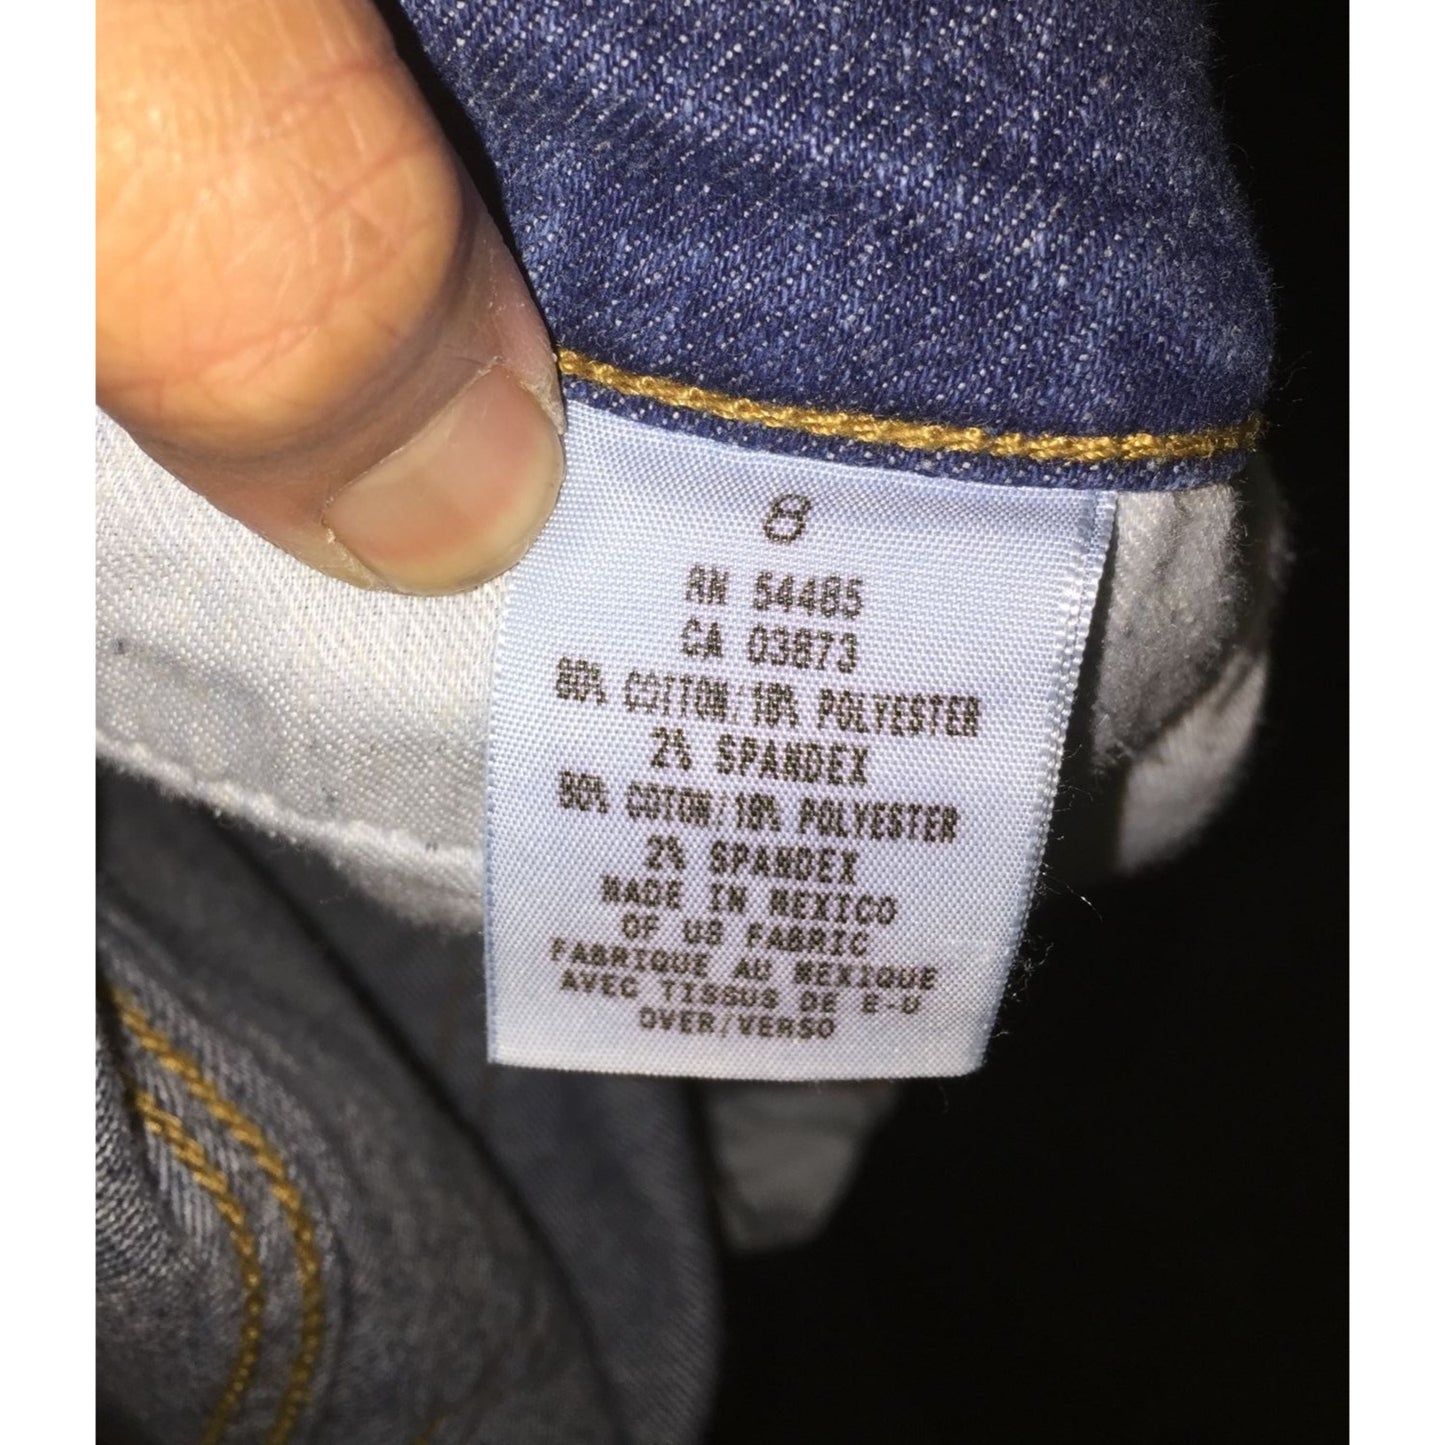 8
RN 54485
CA 03873
80% COTTON/18% POLYESTER
2% SPANDEX
80% COTON/18% POLYESTER
2% SPANDEX
MADE IN MEXICO
OF US FABRIC
FABRIQUE AU MEXIQUE
AVEC TISSUS DE E-U
OVER/VERSO